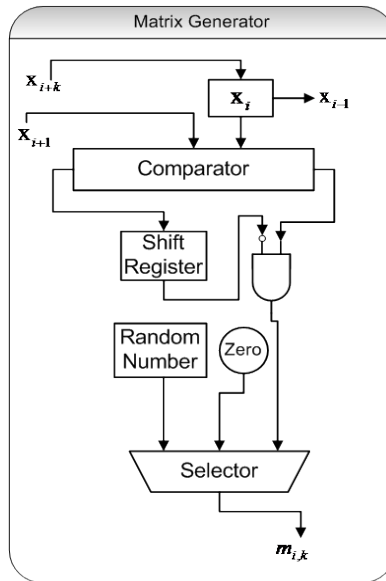 Matrix Generator
x_{i+k}
x_i
x_{i-1}
x_{i+1}
Comparator
Shift
Register
Random
Number
Zero
Selector
m_{i,k}